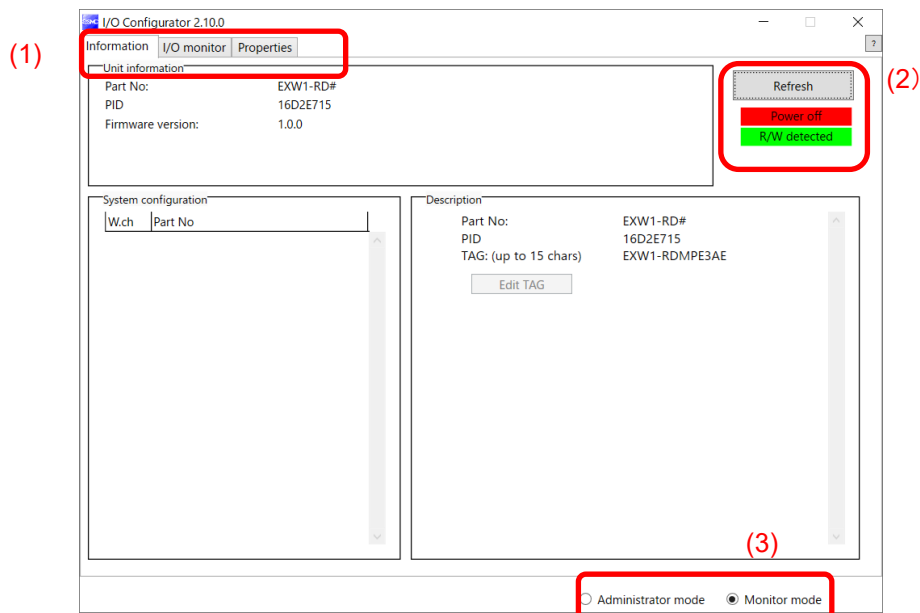 SMC I/O Configurator 2.10.0
(1)
Information I/O monitor Properties ?
Unit information
Part No: EXW1-RD#
PID 16D2E715
Firmware version: 1.0.0
(2)
Refresh
Power off
R/W detected
System configuration
W.ch Part No
Description
Part No: EXW1-RD#
PID 16D2E715
TAG: (up to 15 chars) EXW1-RDMPE3AE
Edit TAG
(3)
Administrator mode Monitor mode